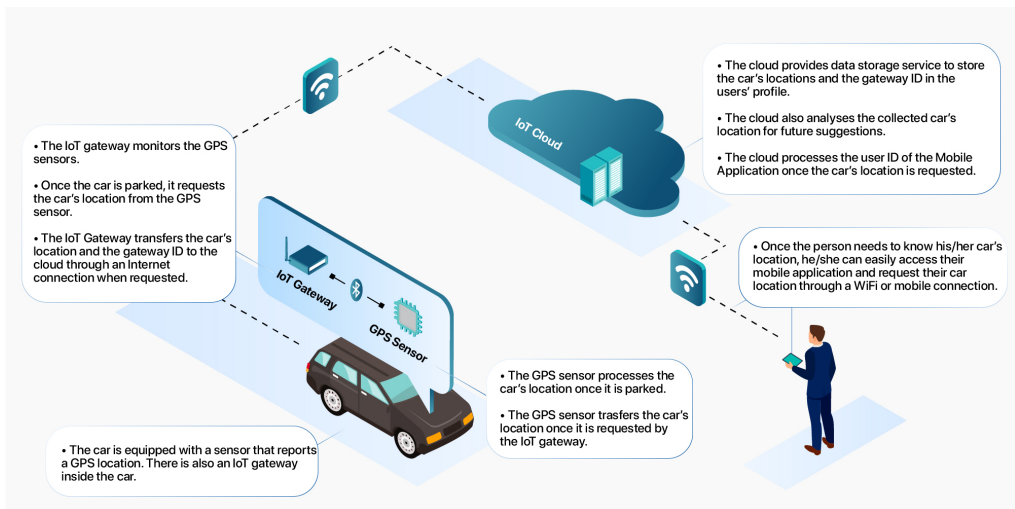 • The IoT gateway monitors the GPS
sensors.
• Once the car is parked, it requests
the car's location from the GPS
sensor.
• The IoT Gateway transfers the car's
location and the gateway ID to the
cloud through an Internet
connection when requested.
IoT Cloud
• The cloud provides data storage service to store
the car's locations and the gateway ID in the
users' profile.
• The cloud also analyses the collected car's
location for future suggestions.
• The cloud processes the user ID of the Mobile
Application once the car's location is requested.
• Once the person needs to know his/her car's
location, he/she can easily access their
mobile application and request their car
location through a WiFi or mobile connection.
IoT Gateway
GPS Sensor
• The GPS sensor processes the
car's location once it is parked.
• The GPS sensor trasfers the car's
location once it is requested by
the IoT gateway.
• The car is equipped with a sensor that reports
a GPS location. There is also an IoT gateway
inside the car.